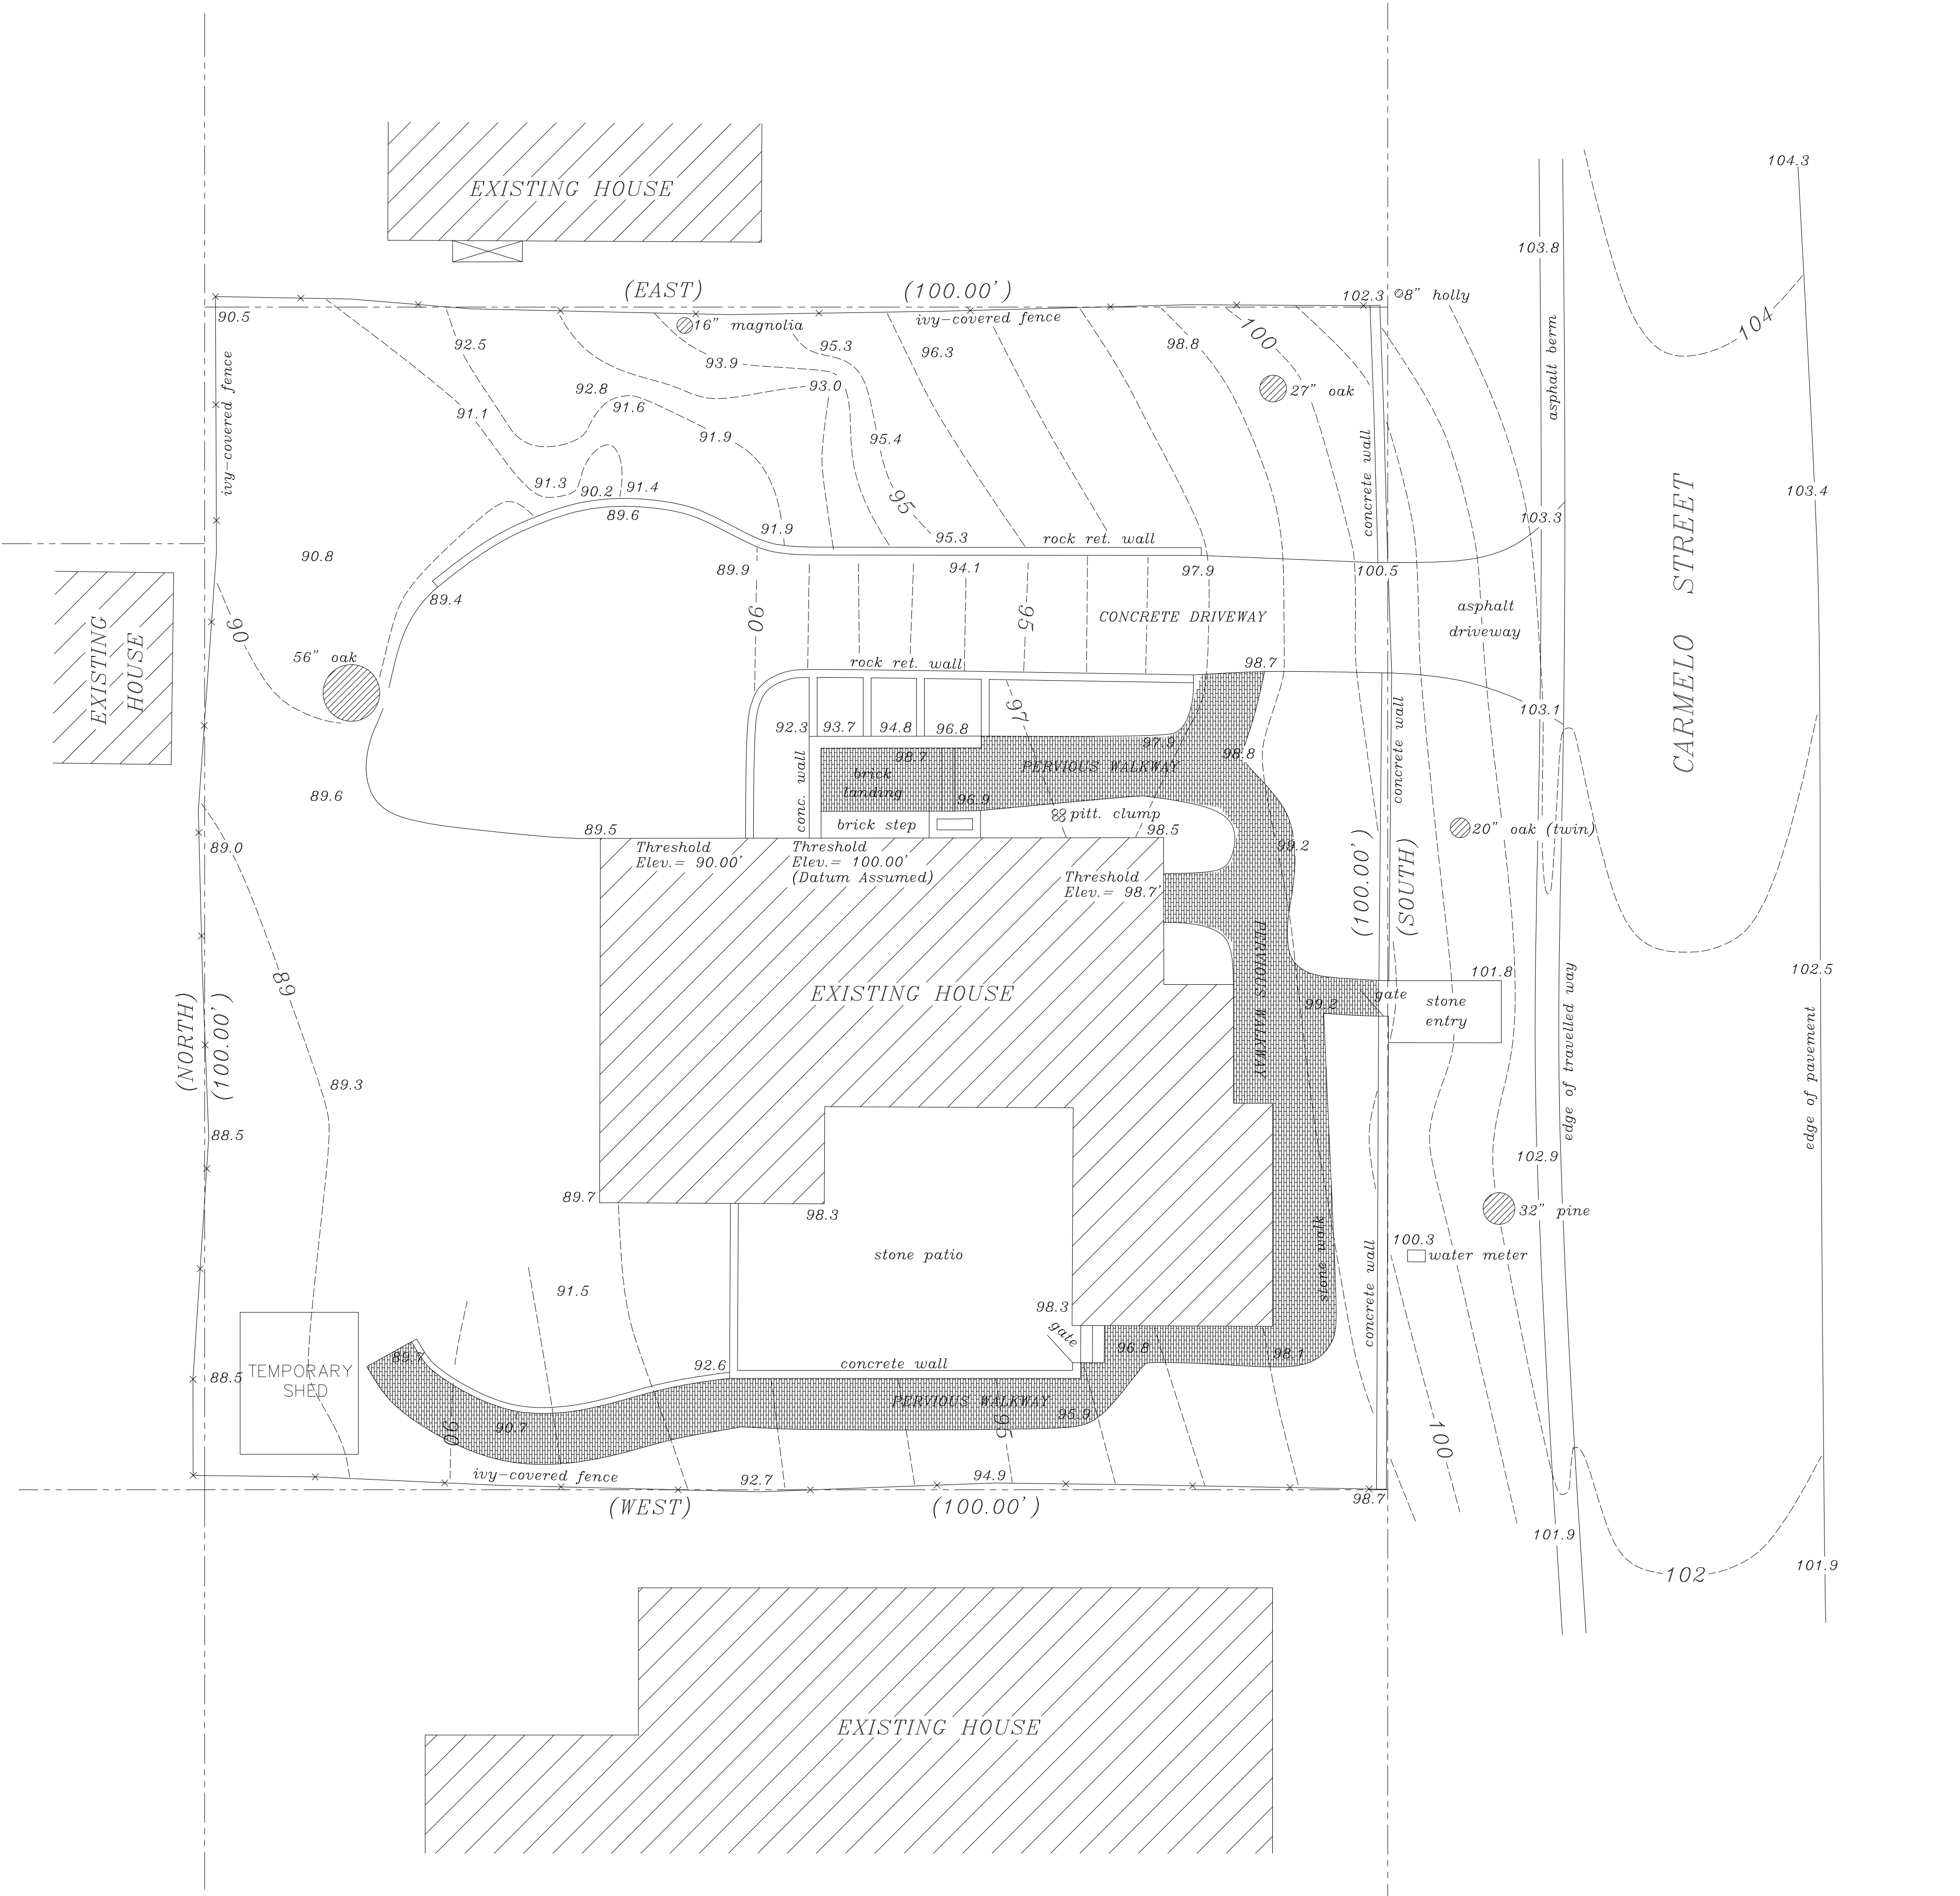 104.3
EXISTING HOUSE
103.8
(EAST)
(100.00')
102.3
8" holly
90.5
16" magnolia
ivy-covered fence
100
104
asphalt berm
92.5
95.3
96.3
98.8
93.9
92.8
93.0
27" oak
91.1
91.6
ivy-covered fence
91.9
95.4
concrete wall
91.3
90.2
91.4
95
103.4
89.6
91.9
95.3
rock ret. wall
103.3
CARMELO STREET
90.8
89.9
94.1
97.9
100.5
89.4
90
90
95
CONCRETE DRIVEWAY
asphalt
driveway
EXISTING
HOUSE
56" oak
rock ret. wall
98.7
97
103.1
92.3
93.7
94.8
96.8
97.9
98.8
concrete wall
98.7
PERVIOUS WALKWAY
brick
landing
conc. wall
96.9
89.6
brick step
pitt. clump
98.5
89.5
20" oak (twin)
89.0
Threshold
Elev.= 90.00'
Threshold
Elev.= 100.00'
(Datum Assumed)
Threshold
Elev.= 98.7'
99.2
(100.00')
(SOUTH)
PERVIOUS WALKWAY
89
EXISTING HOUSE
101.8
102.5
gate
stone
entry
99.2
(NORTH)
(100.00')
edge of travelled way
edge of pavement
89.3
88.5
102.9
89.7
98.3
32" pine
stone patio
stone walk
100.3
water meter
concrete wall
91.5
98.3
gate
96.8
98.1
89.7
TEMPORARY
SHED
88.5
92.6
concrete wall
PERVIOUS WALKWAY
95.9
90.7
90
95
100
ivy-covered fence
92.7
94.9
98.7
(WEST)
(100.00')
101.9
102
101.9
EXISTING HOUSE